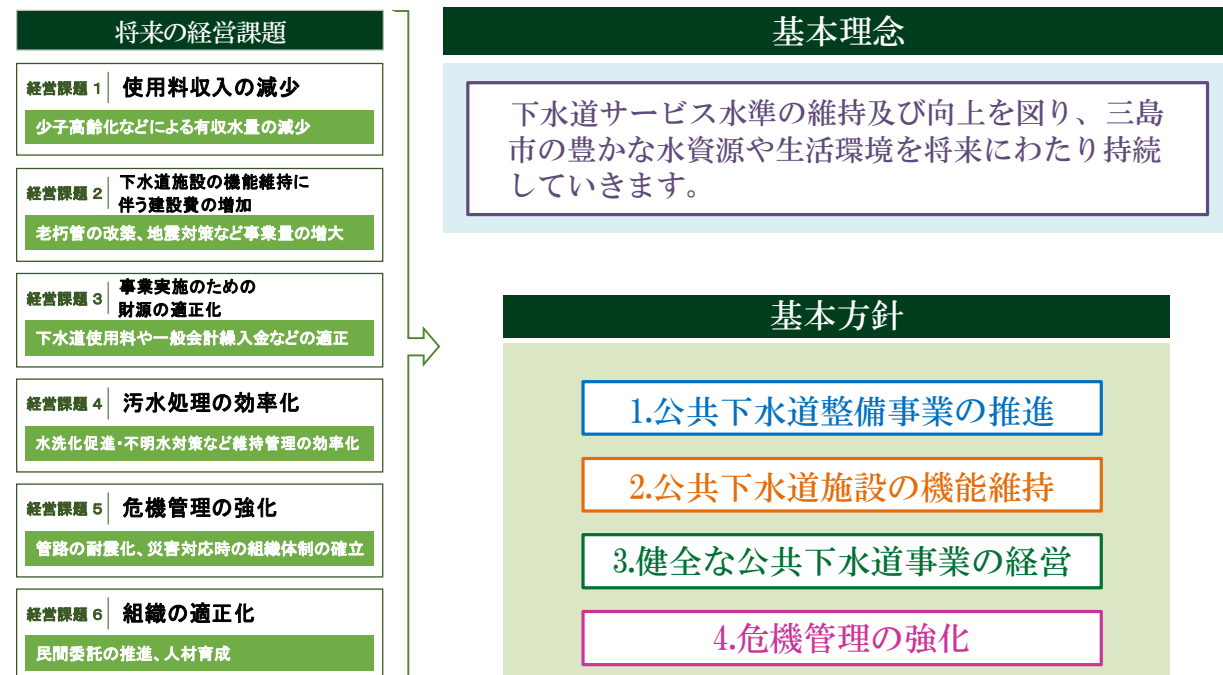 将来の経営課題
経営課題 1 使用料収入の減少
少子高齢化などによる有収水量の減少
経営課題 2 下水道施設の機能維持に
伴う建設費の増加
老朽管の改築、地震対策など事業量の増大
経営課題 3 事業実施のための
財源の適正化
下水道使用料や一般会計繰入金などの適正
経営課題 4 汚水処理の効率化
水洗化促進・不明水対策など維持管理の効率化
経営課題 5 危機管理の強化
管路の耐震化、災害対応時の組織体制の確立
経営課題 6 組織の適正化
民間委託の推進、人材育成
基本理念
下水道サービス水準の維持及び向上を図り、三島
市の豊かな水資源や生活環境を将来にわたり持続
していきます。
基本方針
1.公共下水道整備事業の推進
2.公共下水道施設の機能維持
3.健全な公共下水道事業の経営
4.危機管理の強化